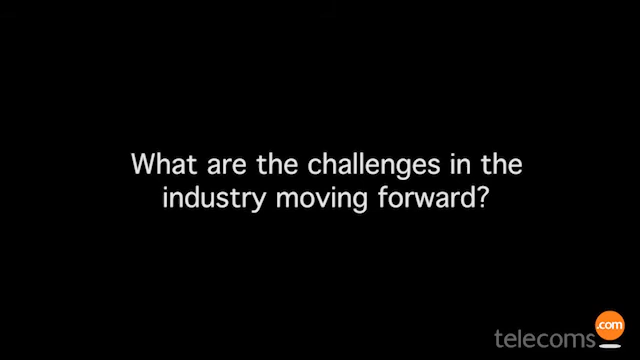 What are the challenges in the
industry moving forward?
telecoms
.com